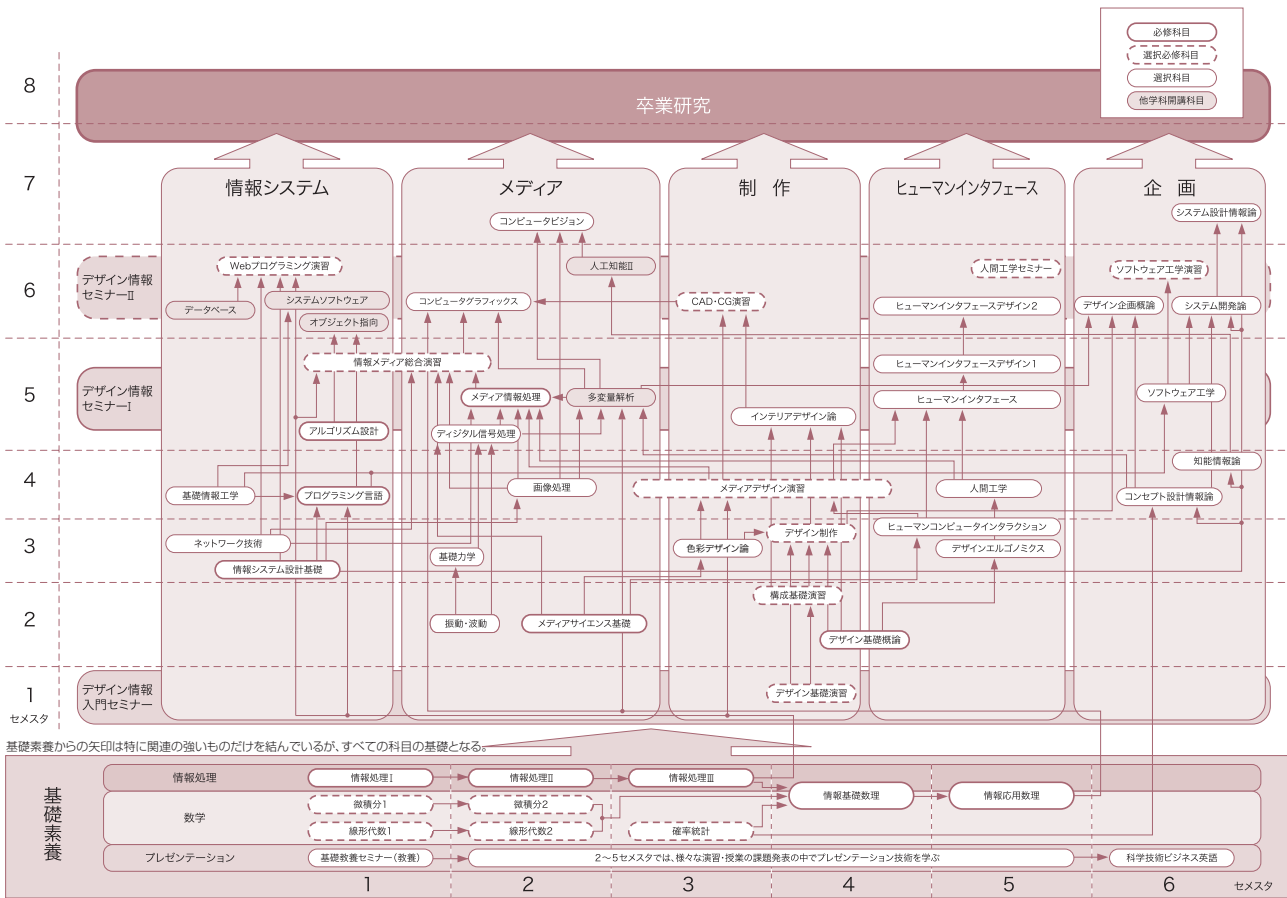 必修科目
選択必修科目
選択科目
他学科開講科目
8
卒業研究
7
情報システム
メディア
制 作
ヒューマンインタフェース
企 画
システム設計情報論
コンピュータビジョン
6
デザイン情報
セミナーⅡ
Webプログラミング演習
人工知能Ⅱ
人間工学セミナー
ソフトウェア工学演習
データベース
システムソフトウェア
コンピュータグラフィックス
CAD・CG演習
ヒューマンインタフェースデザイン2
デザイン企画概論
システム開発論
オブジェクト指向
5
デザイン情報
セミナーⅠ
情報メディア総合演習
ヒューマンインタフェースデザイン1
メディア情報処理
多変量解析
ヒューマンインタフェース
ソフトウェア工学
インテリアデザイン論
アルゴリズム設計
ディジタル信号処理
4
知能情報論
基礎情報工学
プログラミング言語
画像処理
メディアデザイン演習
人間工学
コンセプト設計情報論
3
ネットワーク技術
情報システム設計基礎
基礎力学
色彩デザイン論
デザイン制作
ヒューマンコンピュータインタラクション
デザインエルゴノミクス
2
構成基礎演習
振動・波動
メディアサイエンス基礎
デザイン基礎概論
1
セメスタ
デザイン情報
入門セミナー
デザイン基礎演習
基礎素養からの矢印は特に関連の強いものだけを結んでいるが、すべての科目の基礎となる。
基礎素養
情報処理
情報処理Ⅰ
情報処理Ⅱ
情報処理Ⅲ
数学
微積分1
微積分2
情報基礎数理
情報応用数理
線形代数1
線形代数2
確率統計
プレゼンテーション
基礎教養セミナー(教養)
2〜5セメスタでは、様々な演習・授業の課題発表の中でプレゼンテーション技術を学ぶ
科学技術ビジネス英語
1
2
3
4
5
6
セメスタ